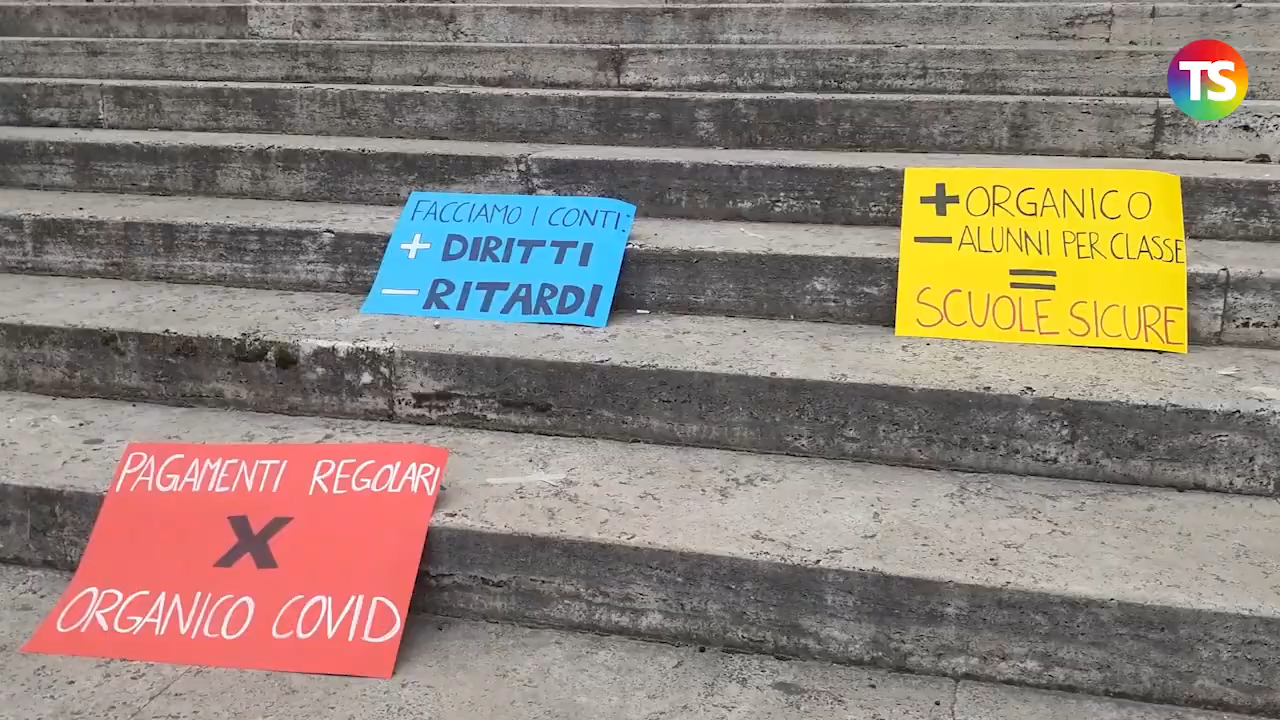 TS
FACCIAMO I CONTI:
+ DIRITTI
- RITARDI
+ ORGANICO
- ALUNNI PER CLASSE
=
SCUOLE SICURE
PAGAMENTI REGOLARI
X
ORGANICO COVID